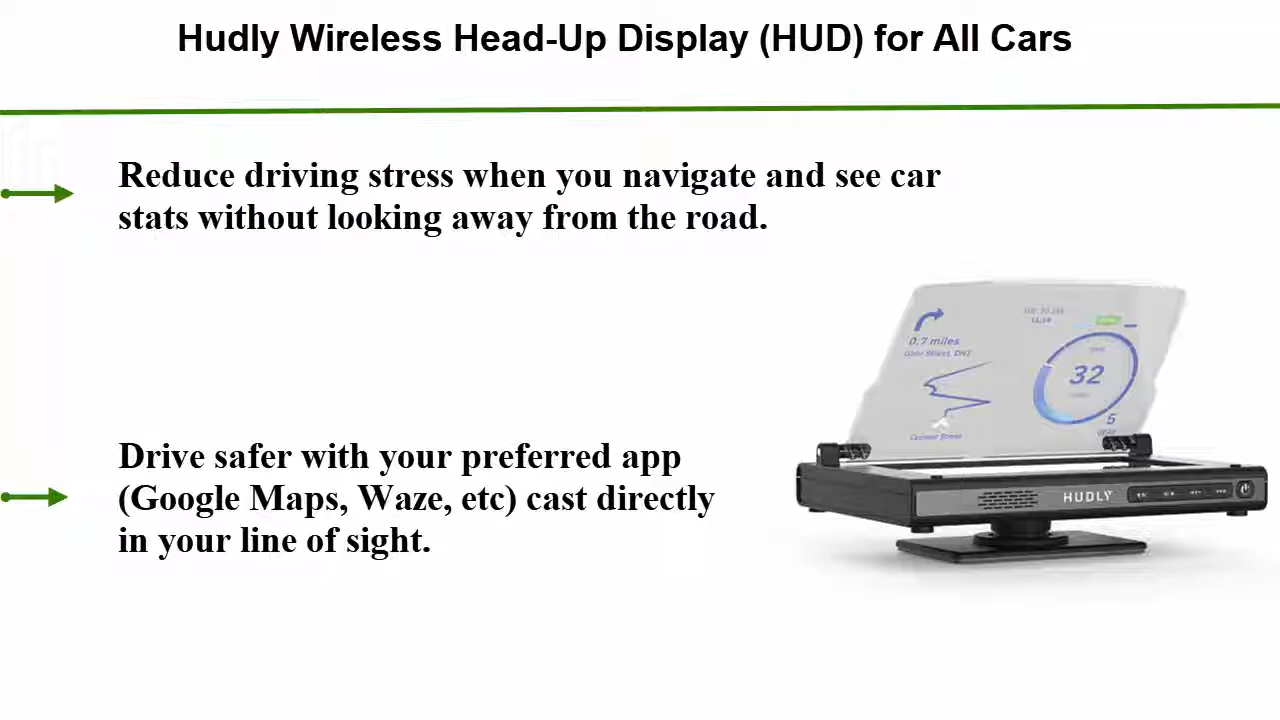 Hudly Wireless Head-Up Display (HUD) for All Cars
Reduce driving stress when you navigate and see car
stats without looking away from the road.
0.7 miles
32
5
Drive safer with your preferred app
(Google Maps, Waze, etc) cast directly
in your line of sight.
HUDLY